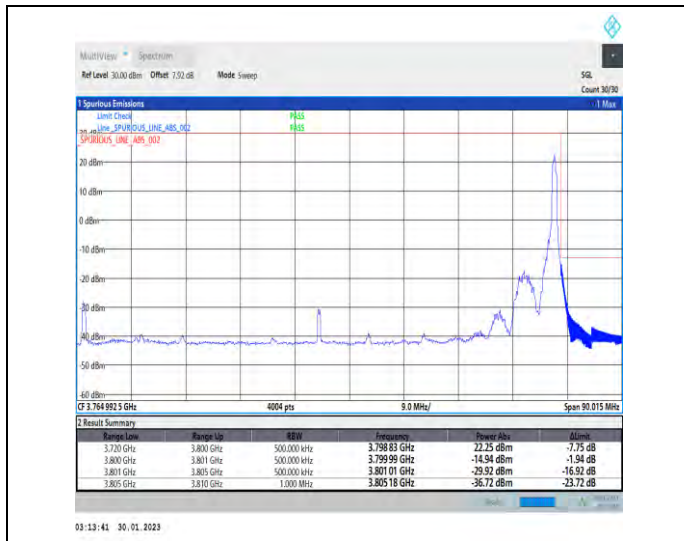 MultiView Spectrum
Ref Level 30.00 dBm Offset 7.92 dB Mode Sweep SGL
Count 30/30
1 Spurious Emissions 1 Max
Limit Check PASS
Line _SPURIOUS_LINE_ABS_002 PASS
_SPURIOUS_LINE_ABS_002
20 dBm
10 dBm
0 dBm
-10 dBm
-20 dBm
-30 dBm
-40 dBm
-50 dBm
-60 dBm
CF 3.764 992 5 GHz 4004 pts 9.0 MHz/ Span 90.015 MHz
2 Result Summary
Range Low Range Up RBW Frequency Power Abs ΔLimit
3.720 GHz 3.800 GHz 500.000 kHz 3.798 83 GHz 22.25 dBm -7.75 dB
3.800 GHz 3.801 GHz 500.000 kHz 3.799 99 GHz -14.94 dBm -1.94 dB
3.801 GHz 3.805 GHz 500.000 kHz 3.801 01 GHz -29.92 dBm -16.92 dB
3.805 GHz 3.810 GHz 1.000 MHz 3.805 18 GHz -36.72 dBm -23.72 dB
03:13:41 30.01.2023